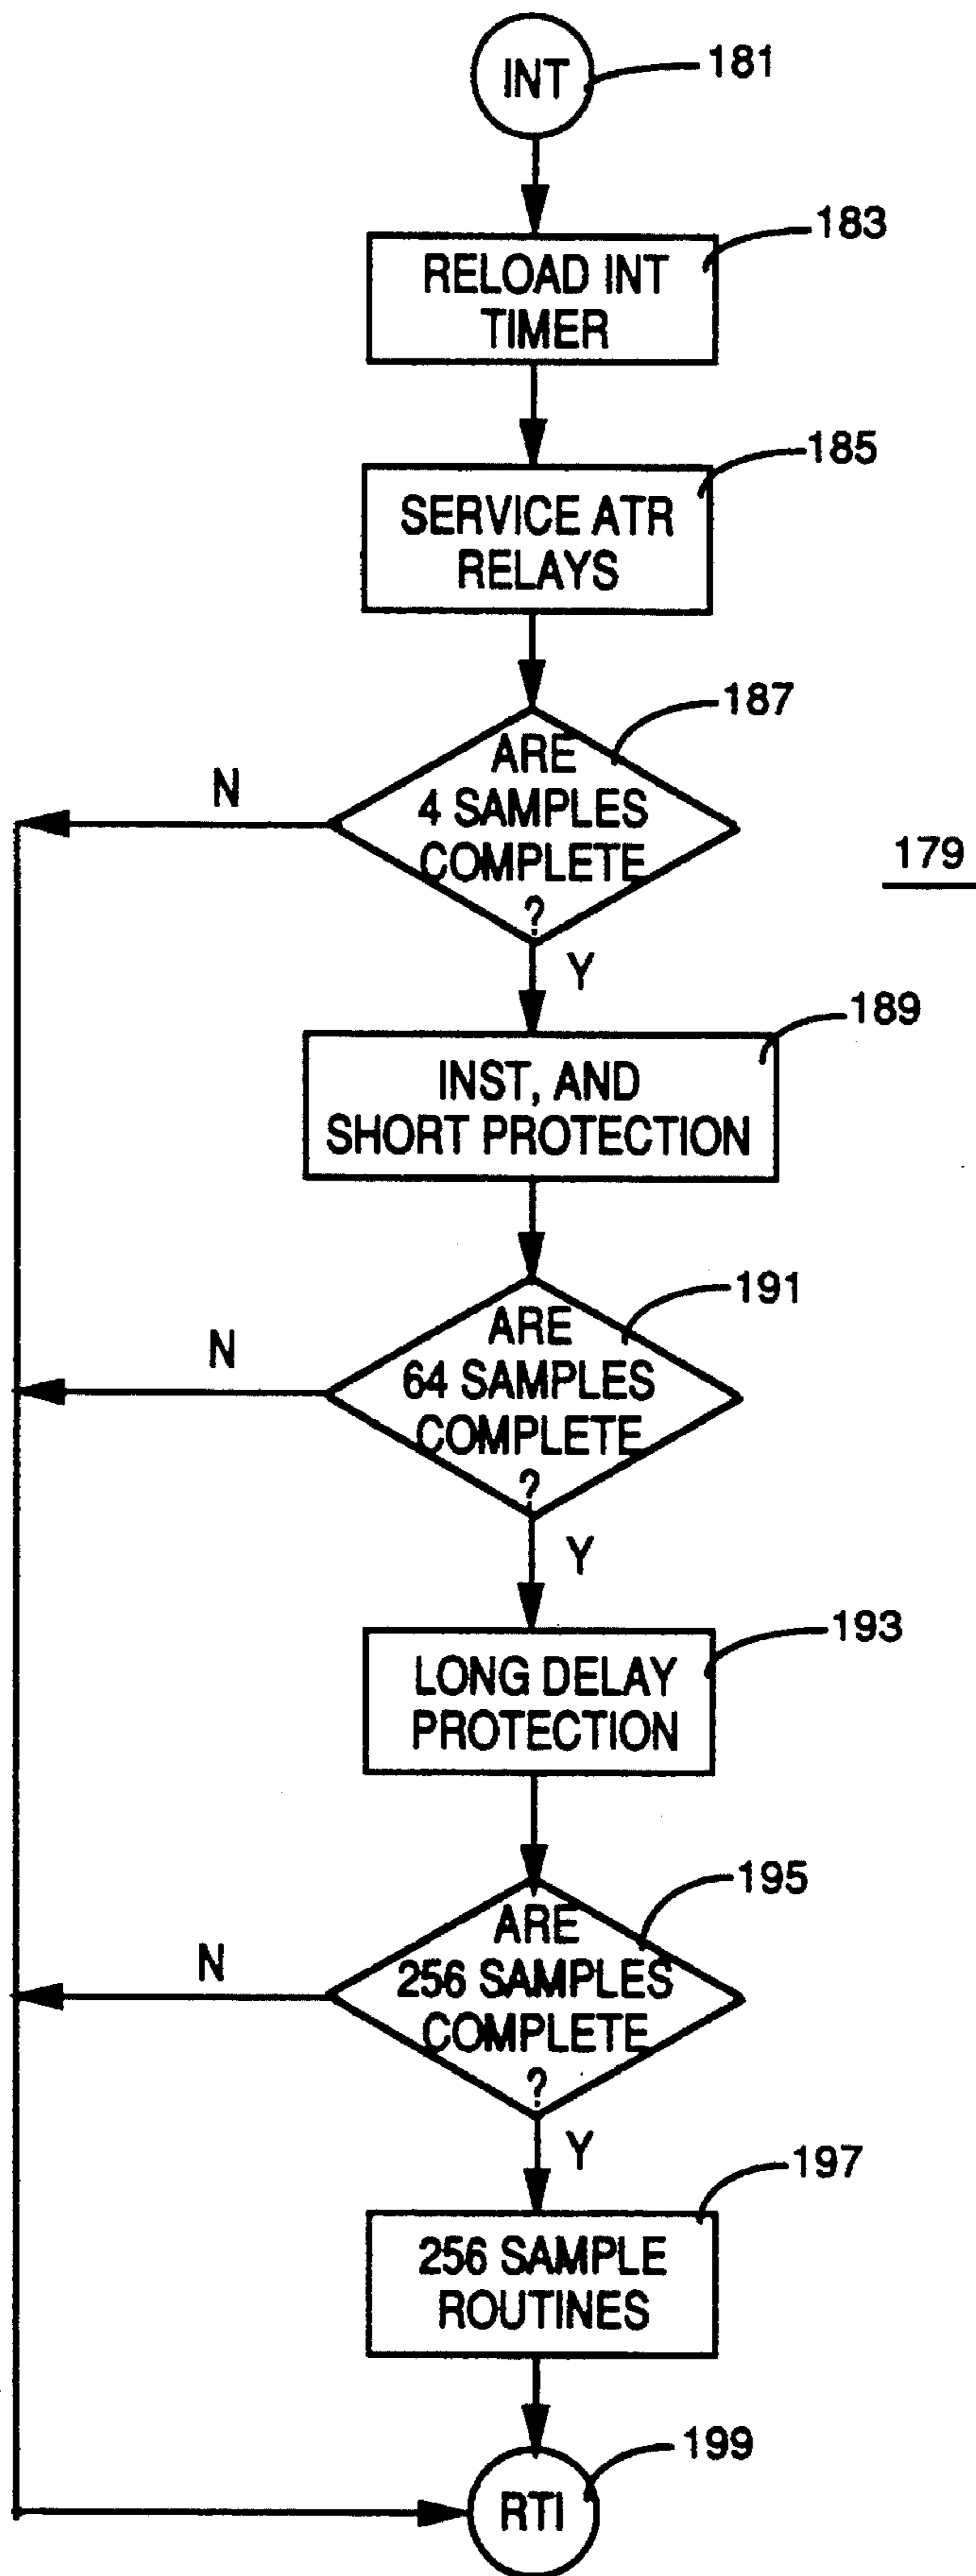 INT
181
183
RELOAD INT
TIMER
185
SERVICE ATR
RELAYS
187
ARE
4 SAMPLES
COMPLETE
?
N
179
Y
189
INST, AND
SHORT PROTECTION
191
ARE
64 SAMPLES
COMPLETE
?
N
Y
193
LONG DELAY
PROTECTION
195
ARE
256 SAMPLES
COMPLETE
?
N
Y
197
256 SAMPLE
ROUTINES
199
RTI